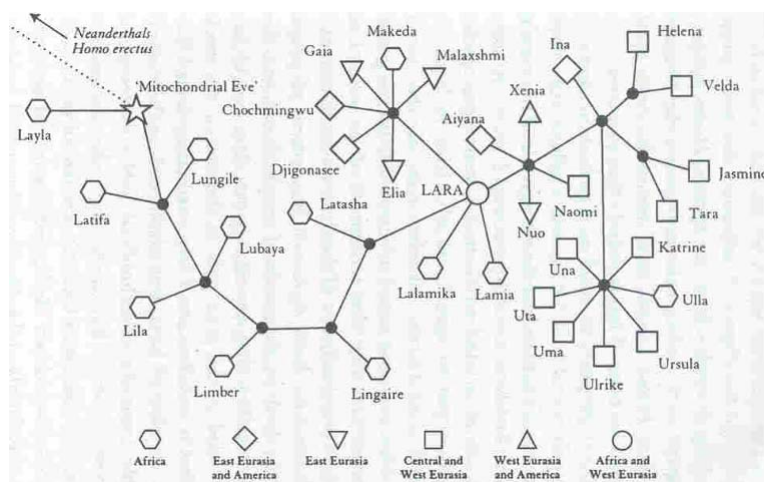 Neanderthals
Homo erectus
'Mitochondrial Eve'
Layla
Lungile
Latifa
Lubaya
Lila
Limber
Lingaire
Latasha
Gaia
Makeda
Malaxshmi
Chochmingwu
Djigonasee
Elia
LARA
Lalamika
Lamia
Aiyana
Xenia
Naomi
Nuo
Ina
Helena
Velda
Jasmine
Tara
Una
Katrine
Uta
Ulla
Uma
Ulrike
Ursula
Africa
East Eurasia
and America
East Eurasia
Central and
West Eurasia
West Eurasia
and America
Africa and
West Eurasia